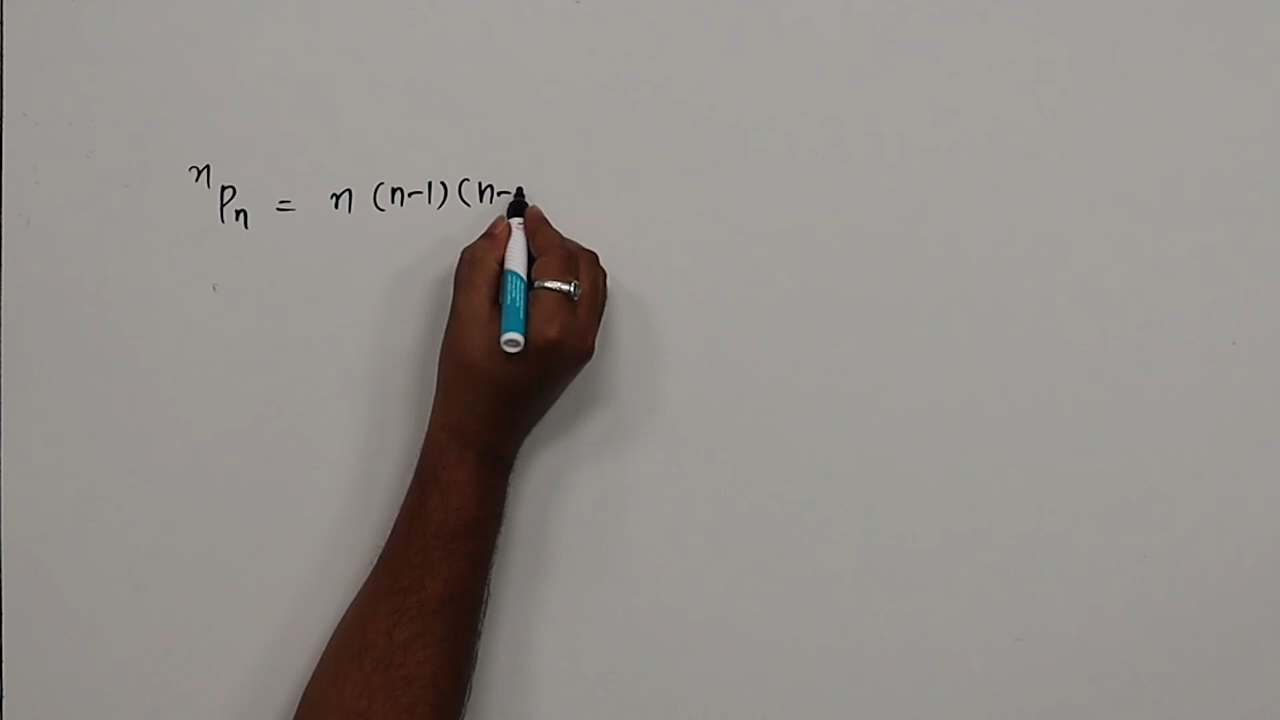 ⁿPₙ = n (n-1) (n-